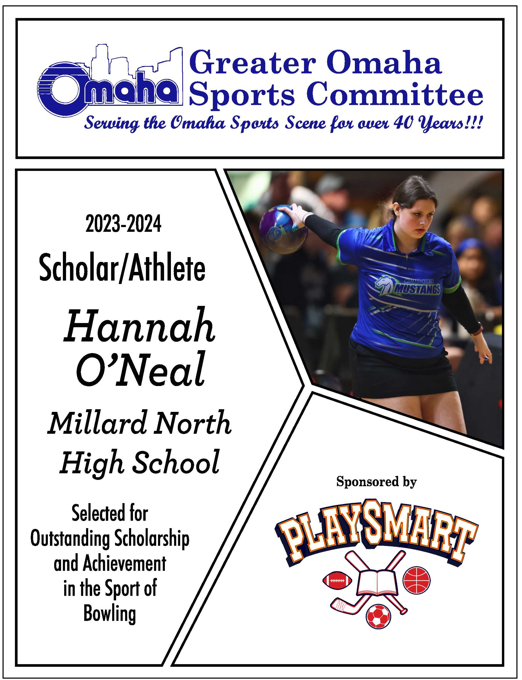 Omaha
Greater Omaha
Sports Committee
Serving the Omaha Sports Scene for over 40 Years!!!
2023-2024
Scholar/Athlete
Hannah
O'Neal
Millard North
High School
Selected for
Outstanding Scholarship
and Achievement
in the Sport of
Bowling
MUSTANGS
Sponsored by
PLAYSMART